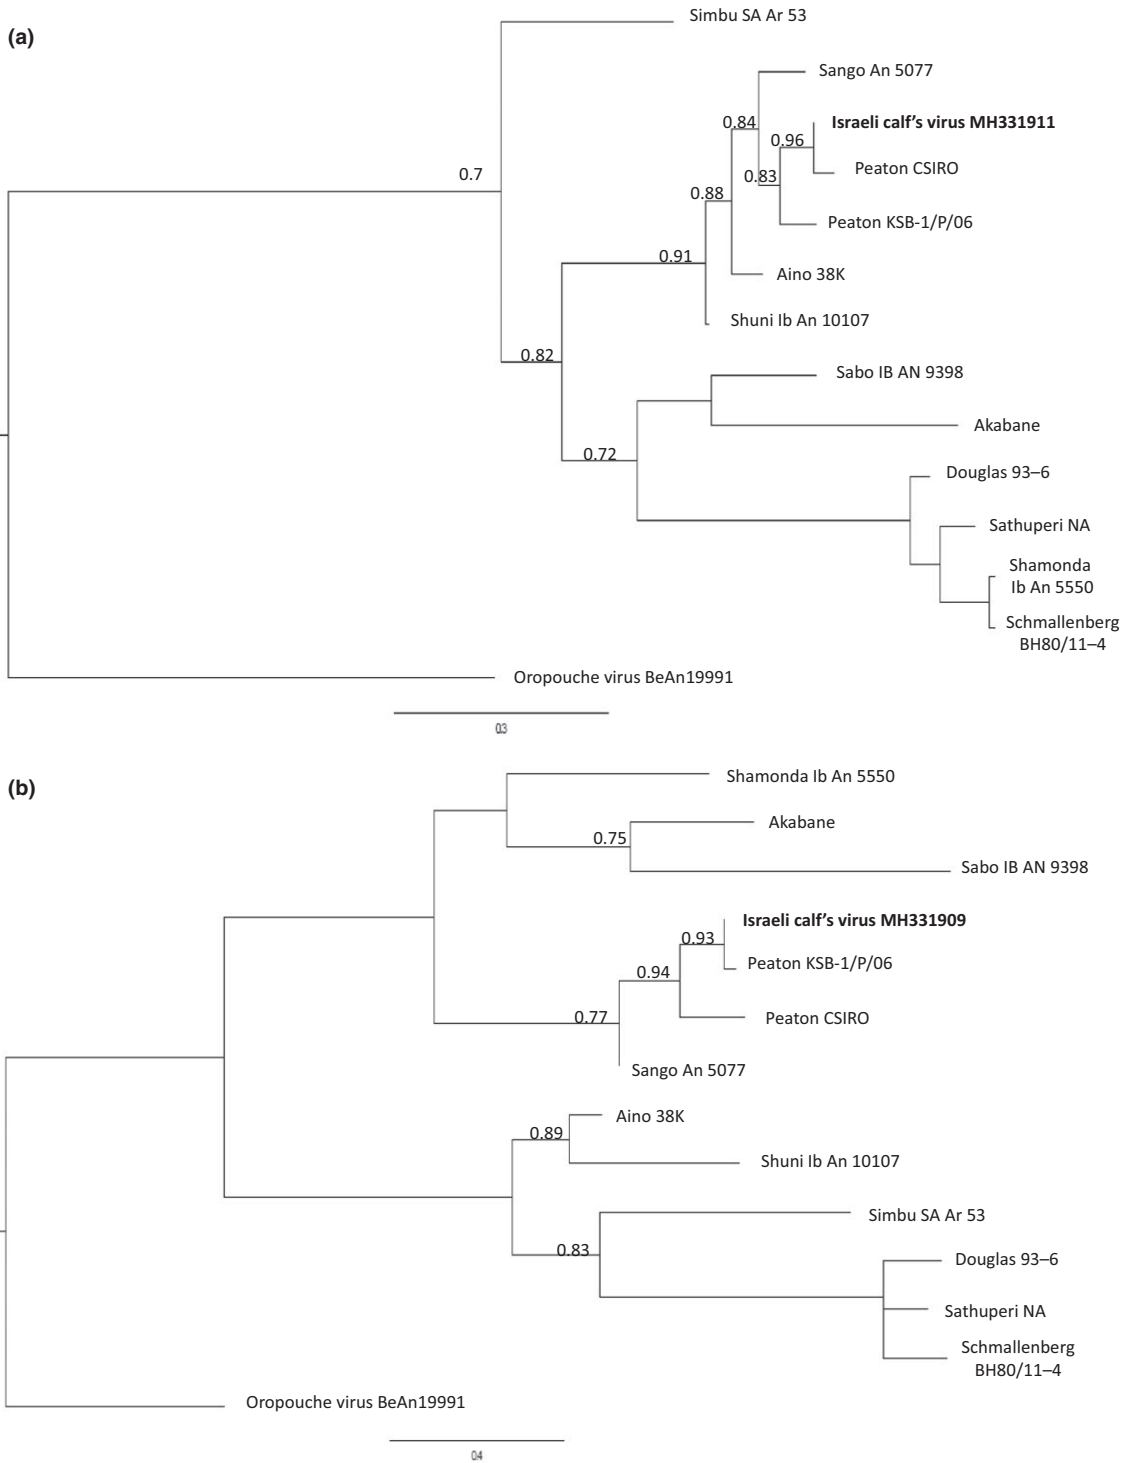 (a)
Simbu SA Ar 53
Sango An 5077
0.84
Israeli calf's virus MH331911
0.96
Peaton CSIRO
0.7
0.83
0.88
Peaton KSB-1/P/06
0.91
Aino 38K
Shuni Ib An 10107
0.82
Sabo IB AN 9398
Akabane
0.72
Douglas 93–6
Sathuperi NA
Shamonda
Ib An 5550
Schmallenberg
BH80/11–4
Oropouche virus BeAn19991
0.3
(b)
Shamonda Ib An 5550
Akabane
0.75
Sabo IB AN 9398
Israeli calf's virus MH331909
0.93
Peaton KSB-1/P/06
0.94
0.77
Peaton CSIRO
Sango An 5077
Aino 38K
0.89
Shuni Ib An 10107
Simbu SA Ar 53
0.83
Douglas 93–6
Sathuperi NA
Schmallenberg
BH80/11–4
Oropouche virus BeAn19991
0.4